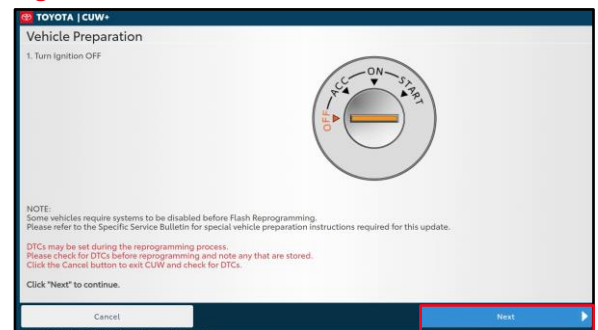 TOYOTA | CUW+
Vehicle Preparation
1. Turn Ignition OFF
OFF ACC ON START
NOTE:
Some vehicles require systems to be disabled before Flash Reprogramming.
Please refer to the Specific Service Bulletin for special vehicle preparation instructions required for this update.
DTCs may be set during the reprogramming process.
Please check for DTCs before reprogramming and note any that are stored.
Click the Cancel button to exit CUW and check for DTCs.
Click "Next" to continue.
Cancel
Next